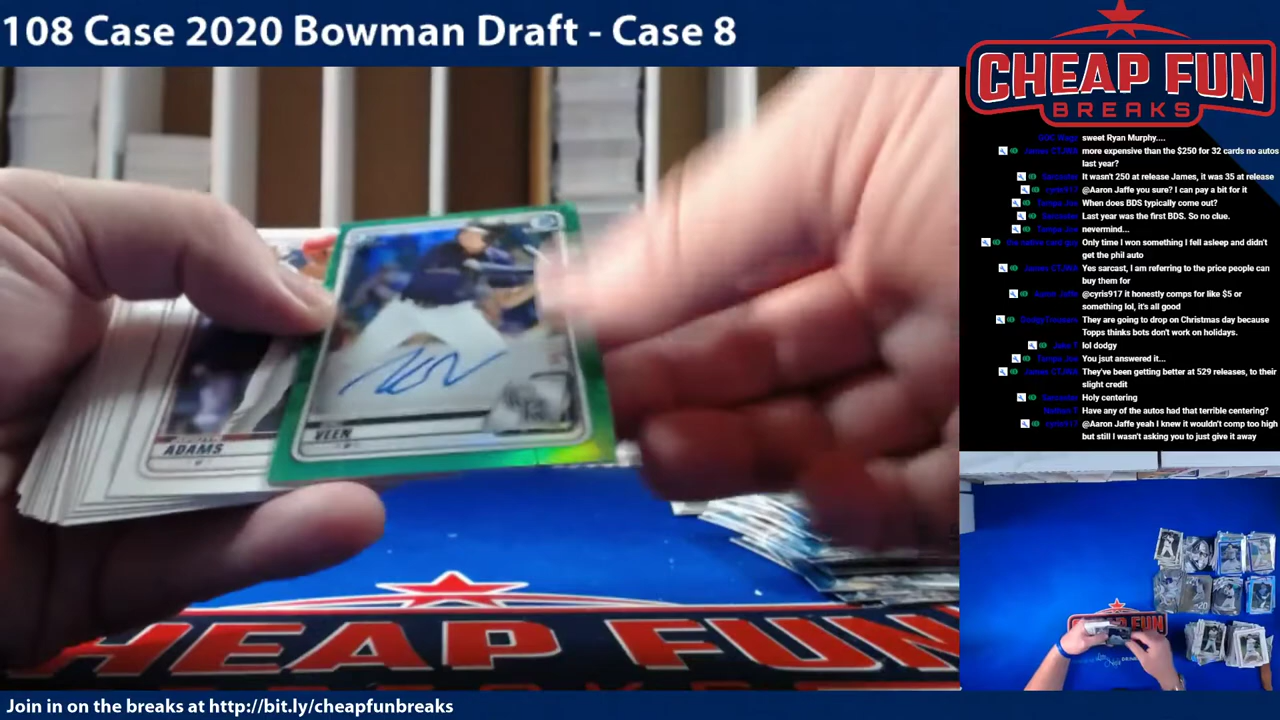 108 Case 2020 Bowman Draft - Case 8
CHEAP FUN
BREAKS
sweet Ryan Murphy....
more expensive than the $250 for 32 cards no autos
last year?
It wasn't 250 at release James, it was 35 at release
@Aaron Jaffe you sure? I can pay a bit for it
When does BDS typically come out?
Last year was the first BDS. So no clue.
nevermind...
Only time I won something I fell asleep and didn't
get the phil auto
Yes sarcast, I am referring to the price people can
buy them for
@cyris917 it honestly comps for like $5 or
something lol, it's all good
They are going to drop on Christmas day because
Topps thinks bots don't work on holidays.
lol dodgy
You jsut answered it...
They've been getting better at 529 releases, to their
slight credit
Holy centering
Have any of the autos had that terrible centering?
@Aaron Jaffe yeah I knew it wouldn't comp too high
but still I wasn't asking you to just give it away
ADAMS
VEEN
HEAP FUN
CHEAP FUN
Join in on the breaks at http://bit.ly/cheapfunbreaks